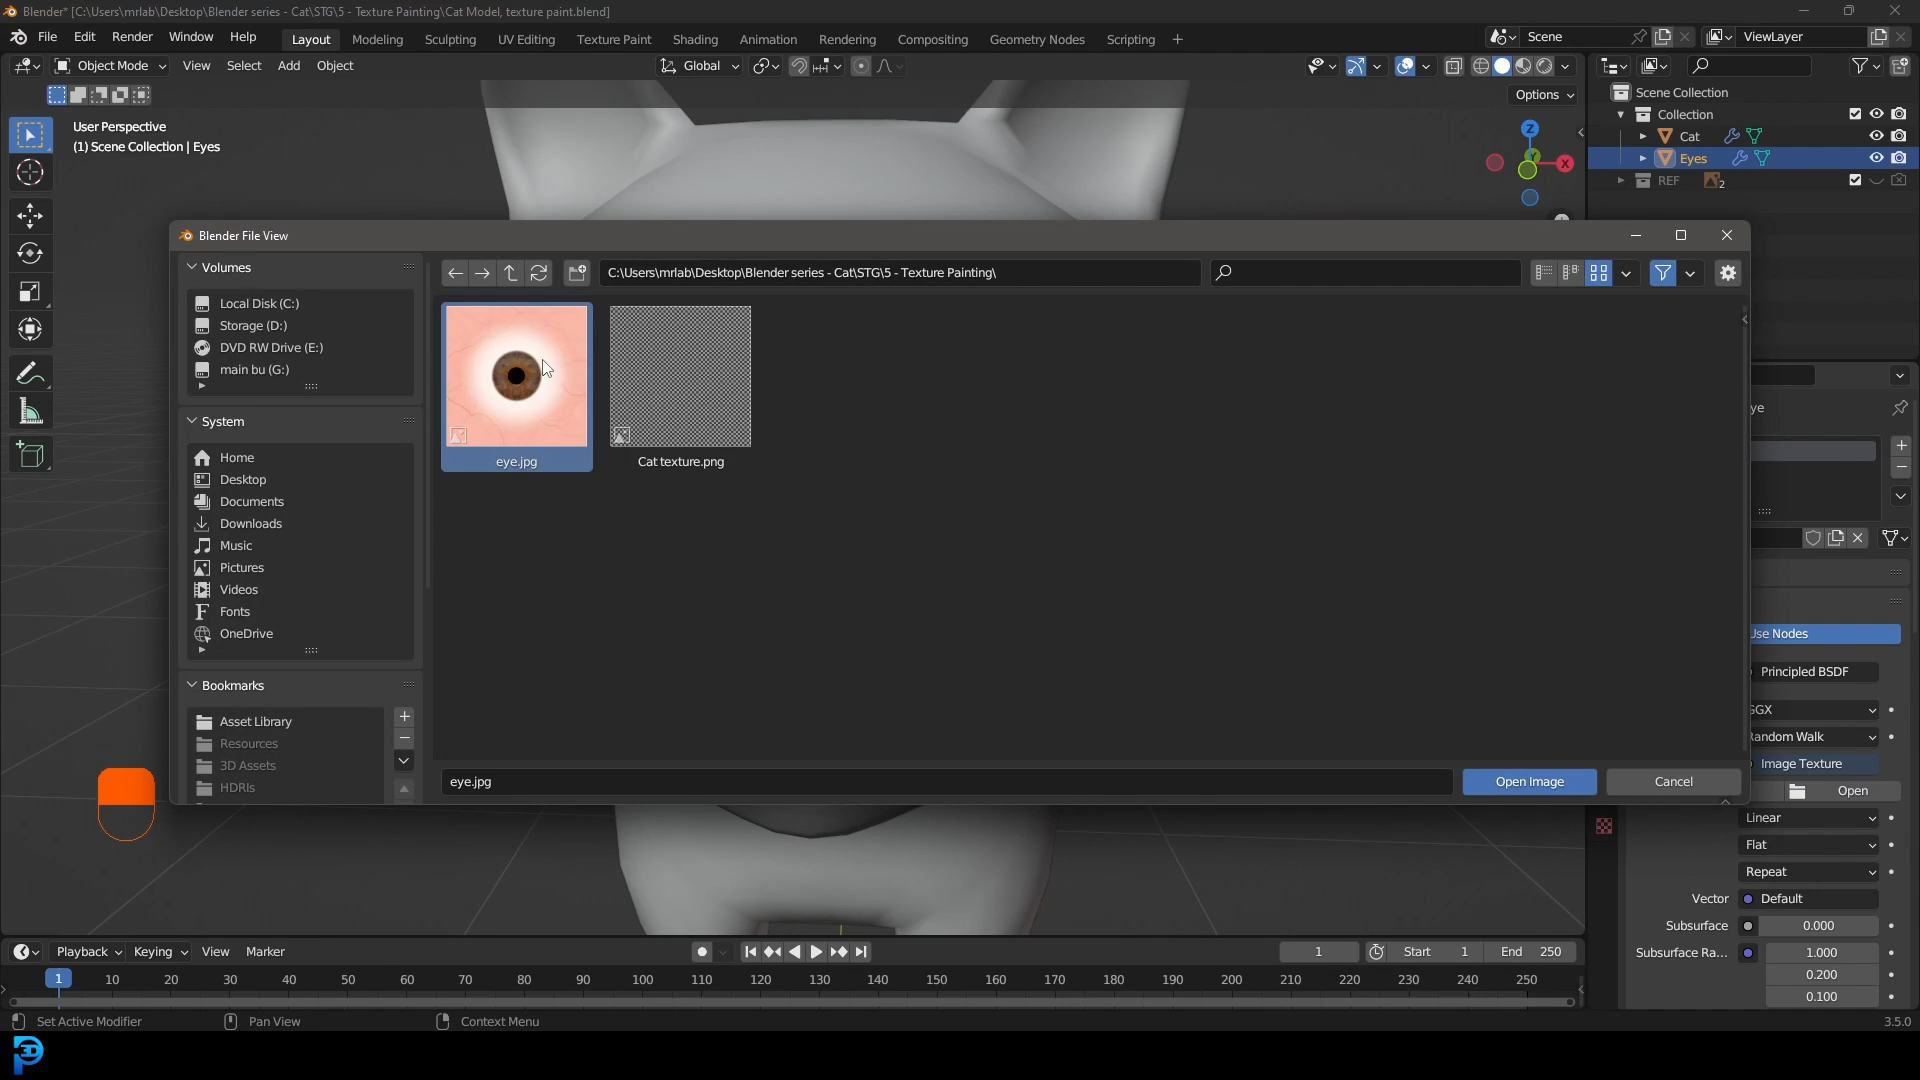 Blender* [C:\Users\mrlab\Desktop\Blender series - Cat\STG\5 - Texture Painting\Cat Model, texture paint.blend]
File Edit Render Window Help Layout Modeling Sculpting UV Editing Texture Paint Shading Animation Rendering Compositing Geometry Nodes Scripting + Scene ViewLayer
Object Mode View Select Add Object Global
Options
User Perspective
(1) Scene Collection | Eyes
Z
Y
X
Scene Collection
Collection
Cat
Eyes
REF 2
Blender File View
Volumes
Local Disk (C:)
Storage (D:)
DVD RW Drive (E:)
main bu (G:)
System
Home
Desktop
Documents
Downloads
Music
Pictures
Videos
Fonts
OneDrive
Bookmarks
Asset Library
Resources
3D Assets
HDRIs
C:\Users\mrlab\Desktop\Blender series - Cat\STG\5 - Texture Painting\
eye.jpg
Cat texture.png
eye.jpg
Open Image Cancel
ye
Use Nodes
Principled BSDF
GGX
Random Walk
Image Texture
Open
Linear
Flat
Repeat
Vector Default
Subsurface 0.000
Subsurface Ra... 1.000
0.200
0.100
Playback Keying View Marker 1 Start 1 End 250
1 10 20 30 40 50 60 70 80 90 100 110 120 130 140 150 160 170 180 190 200 210 220 230 240 250
Set Active Modifier Pan View Context Menu 3.5.0
3D